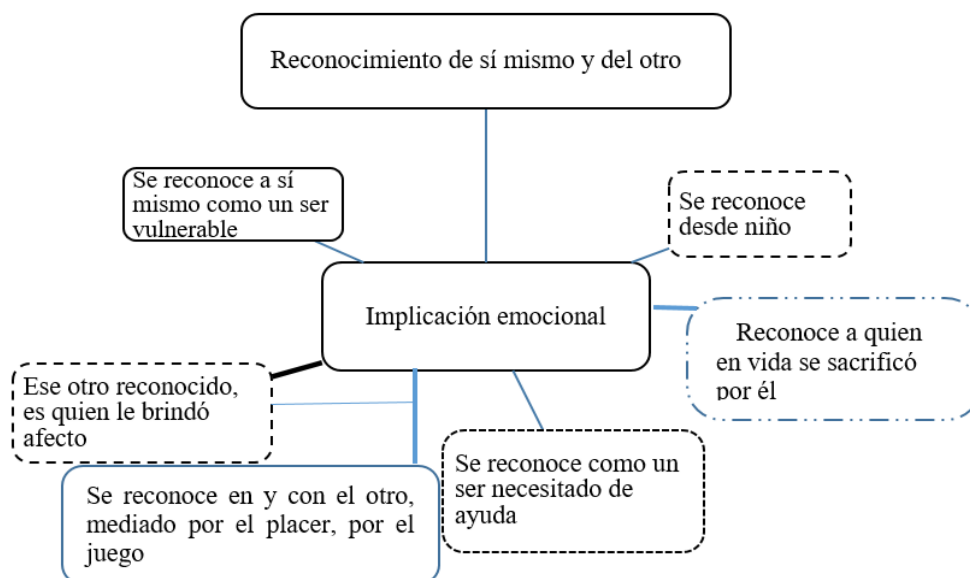 Reconocimiento de sí mismo y del otro
Se reconoce a sí
mismo como un ser
vulnerable
Se reconoce
desde niño
Implicación emocional
Reconoce a quien
en vida se sacrificó
por él
Ese otro reconocido,
es quien le brindó
afecto
Se reconoce como un
ser necesitado de
ayuda
Se reconoce en y con el otro,
mediado por el placer, por el
juego